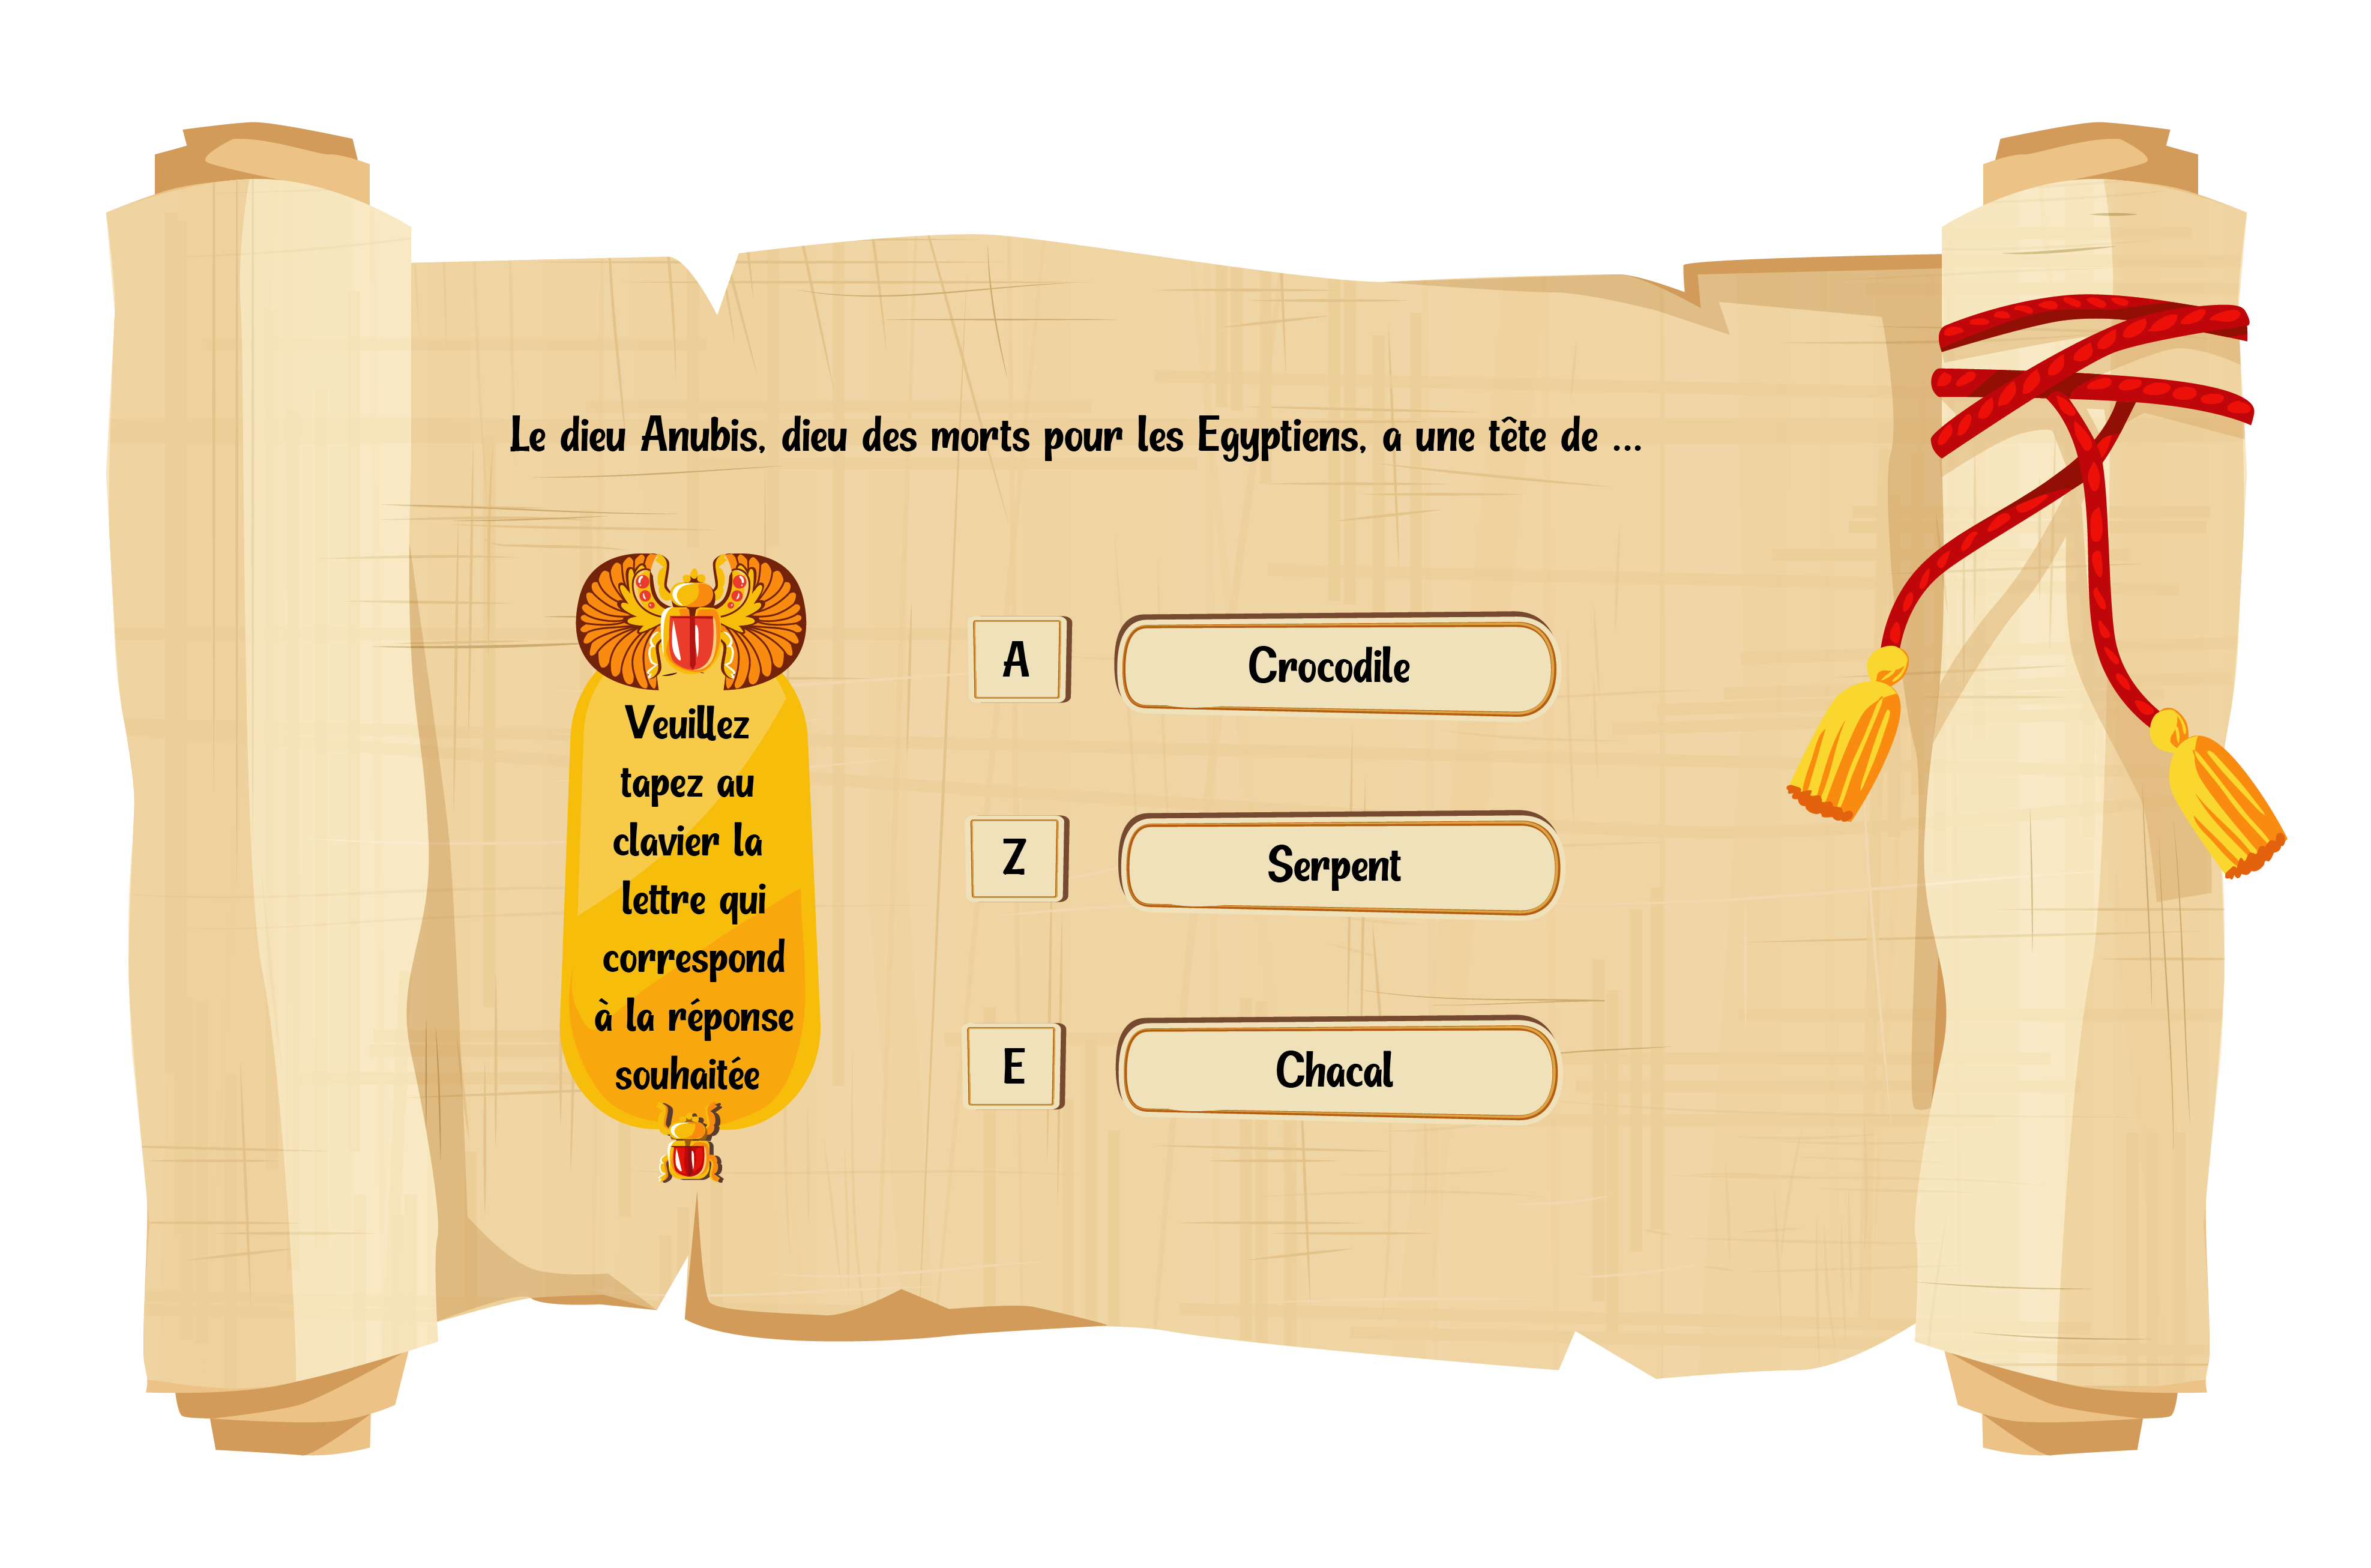 Le dieu Anubis, dieu des morts pour les Egyptiens, a une tête de ...
Veuillez
tapez au
clavier la
lettre qui
correspond
à la réponse
souhaitée
A
Crocodile
Z
Serpent
E
Chacal